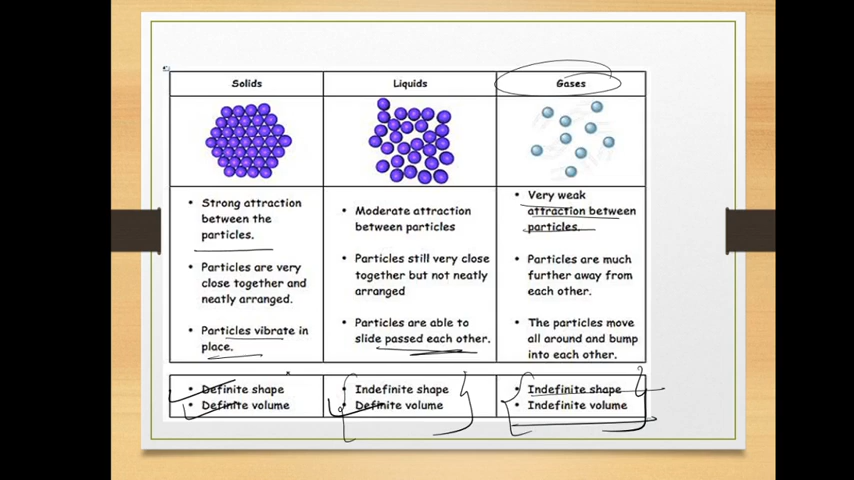 Solids
Liquids
Gases
• Strong attraction
between the
particles.
• Particles are very
close together and
neatly arranged.
• Particles vibrate in
place.
• Moderate attraction
between particles
• Particles still very close
together but not neatly
arranged
• Particles are able to
slide passed each other.
• Very weak
attraction between
particles.
• Particles are much
further away from
each other.
• The particles move
all around and bump
into each other.
• Definite shape
• Definite volume
• Indefinite shape
• Definite volume
• Indefinite shape
• Indefinite volume